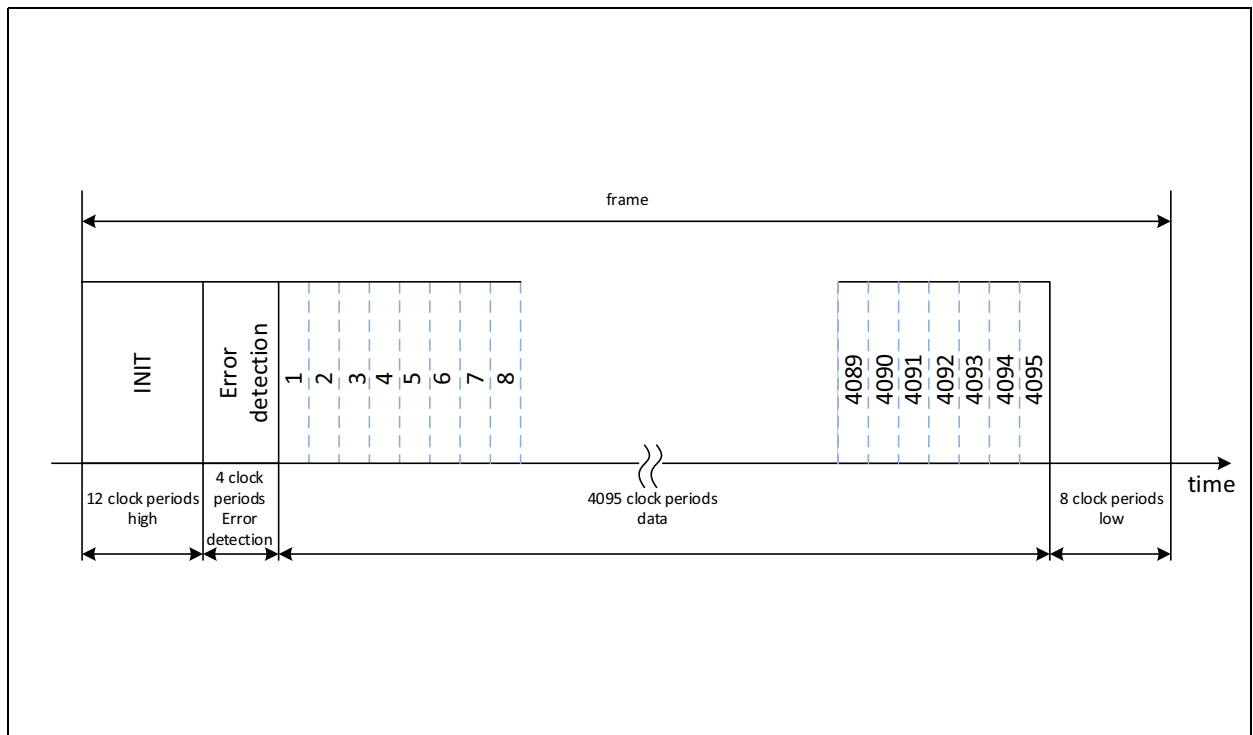 frame
INIT
Error
detection
1
2
3
4
5
6
7
8
4089
4090
4091
4092
4093
4094
4095
time
12 clock periods
high
4 clock
periods
Error
detection
4095 clock periods
data
8 clock periods
low